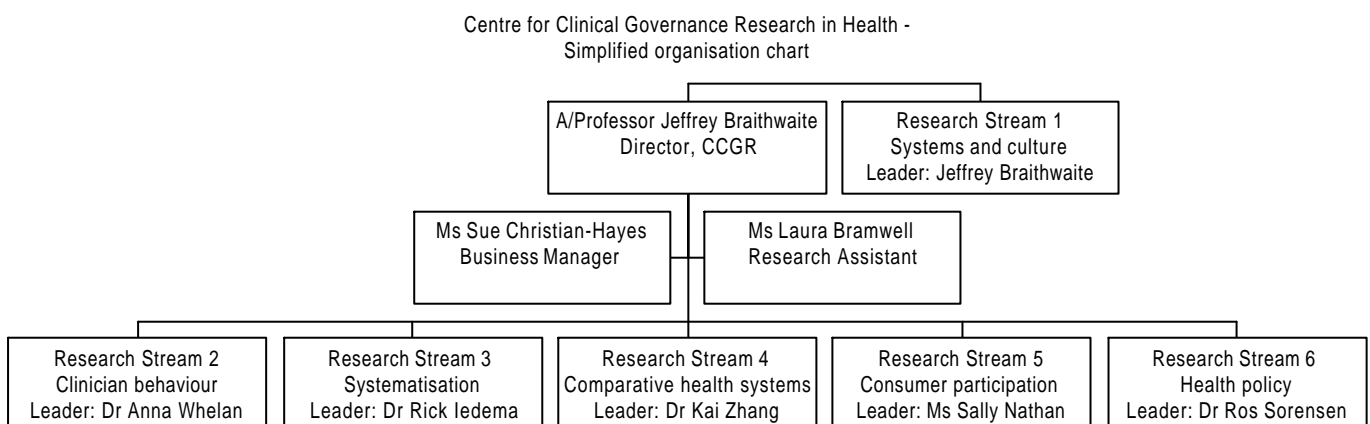 Centre for Clinical Governance Research in Health -
Simplified organisation chart
A/Professor Jeffrey Braithwaite
Director, CCGR
Research Stream 1
Systems and culture
Leader: Jeffrey Braithwaite
Ms Sue Christian-Hayes
Business Manager
Ms Laura Bramwell
Research Assistant
Research Stream 2
Clinician behaviour
Leader: Dr Anna Whelan
Research Stream 3
Systematisation
Leader: Dr Rick Iedema
Research Stream 4
Comparative health systems
Leader: Dr Kai Zhang
Research Stream 5
Consumer participation
Leader: Ms Sally Nathan
Research Stream 6
Health policy
Leader: Dr Ros Sorensen